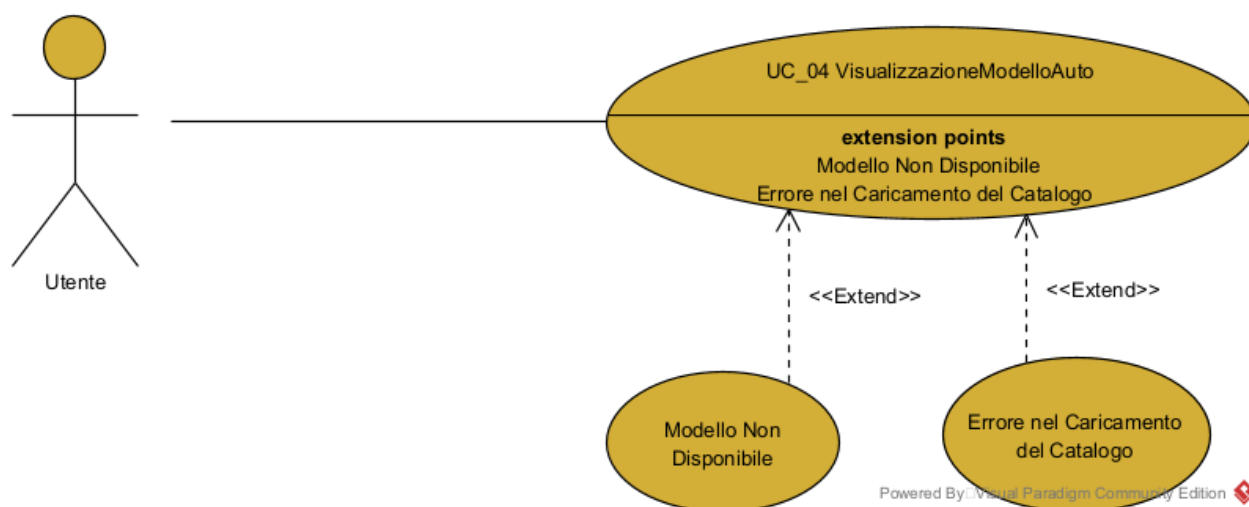 UC_04 VisualizzazioneModelloAuto
extension points
Modello Non Disponibile
Errore nel Caricamento del Catalogo
Utente
<<Extend>>
<<Extend>>
Modello Non
Disponibile
Errore nel Caricamento
del Catalogo
Powered By Visual Paradigm Community Edition